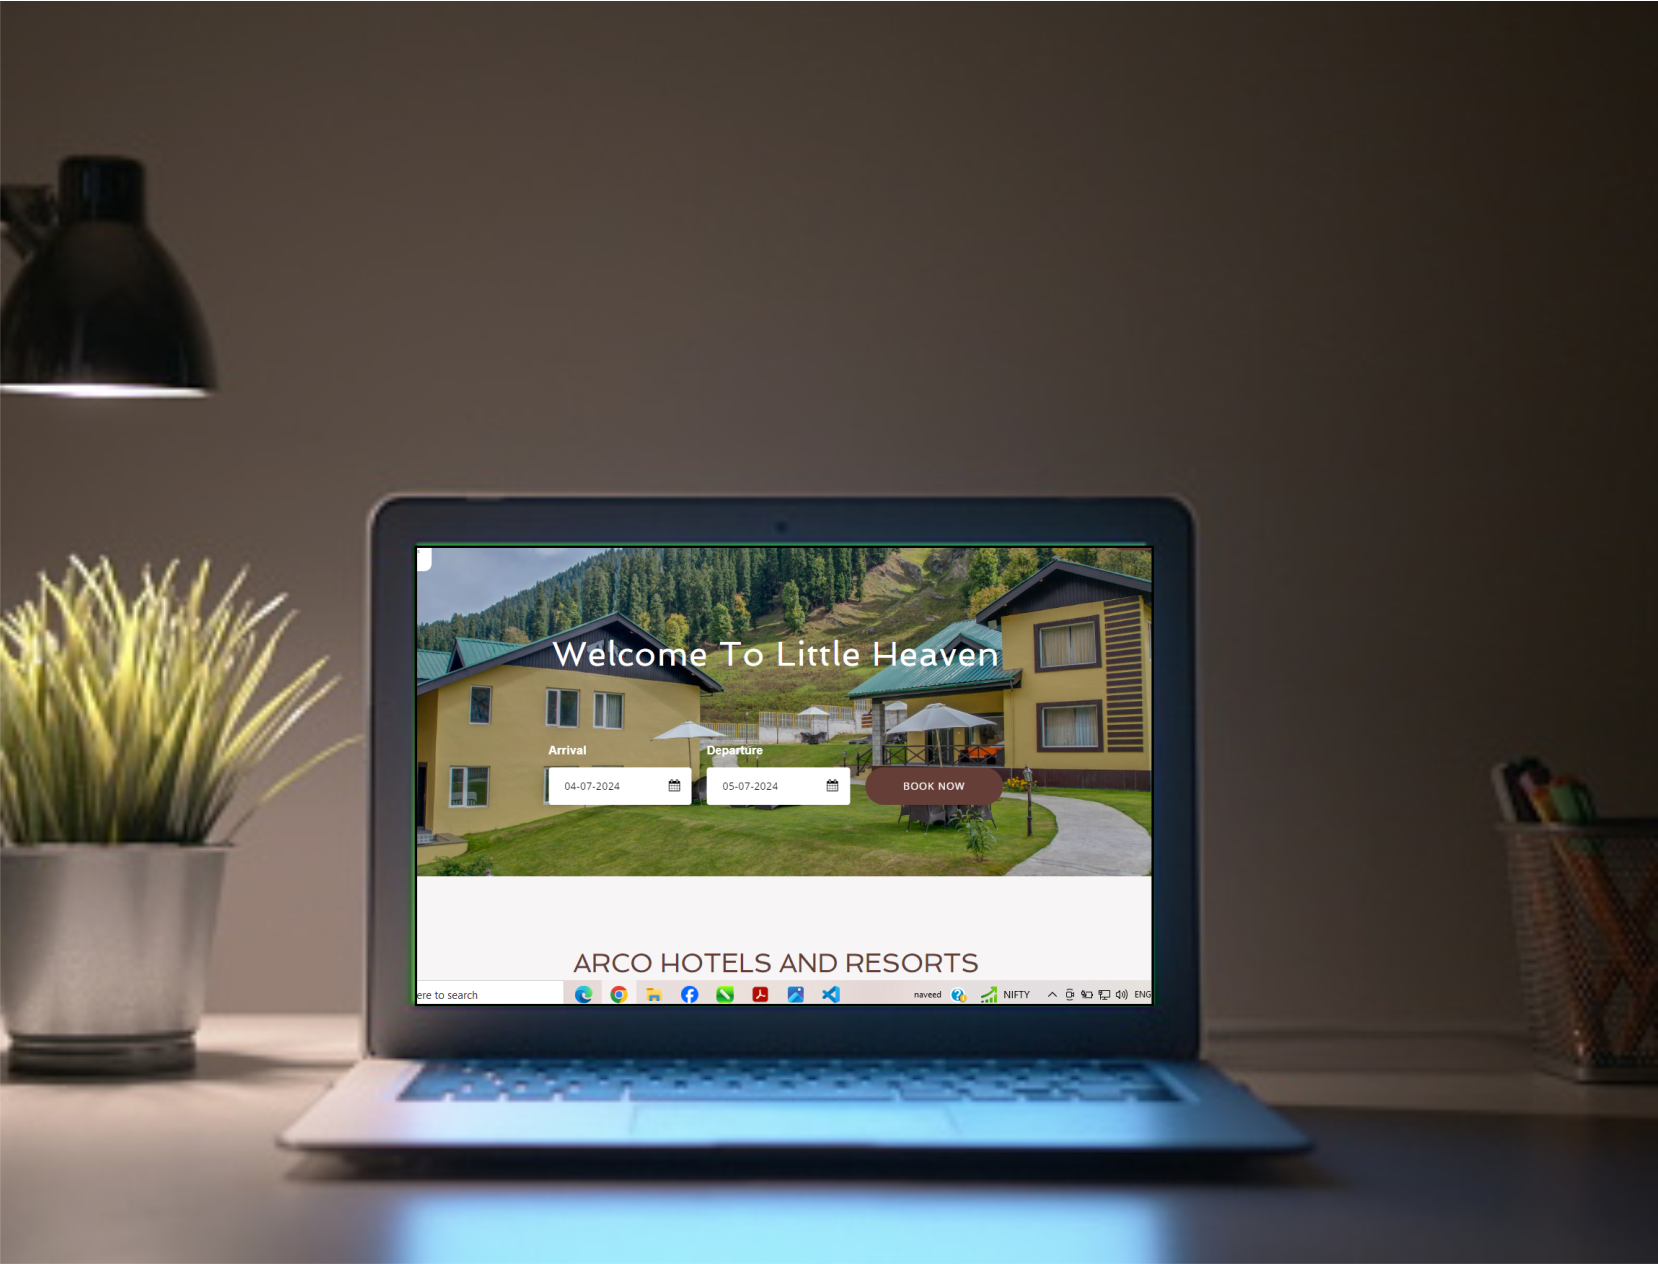 Welcome To Little Heaven
Arrival
Departure
04-07-2024
05-07-2024
BOOK NOW
ARCO HOTELS AND RESORTS
ere to search
naveed
NIFTY
ENG